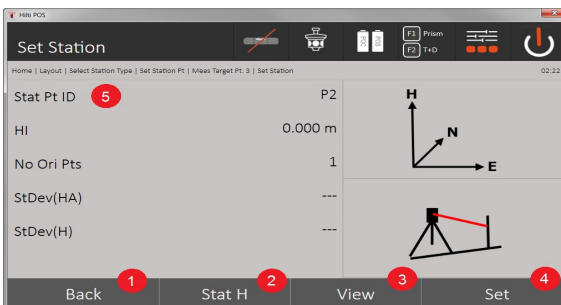 Hilti POS
Set Station
POC
POS
F1 Prism
F2 T+D
Home | Layout | Select Station Type | Set Station Pt | Meas Target Pt. 3 | Set Station
02:22
Stat Pt ID 5 P2
HI 0.000 m
No Ori Pts 1
StDev(HA) ---
StDev(H) ---
H
N
E
1 2 3 4
Back Stat H View Set